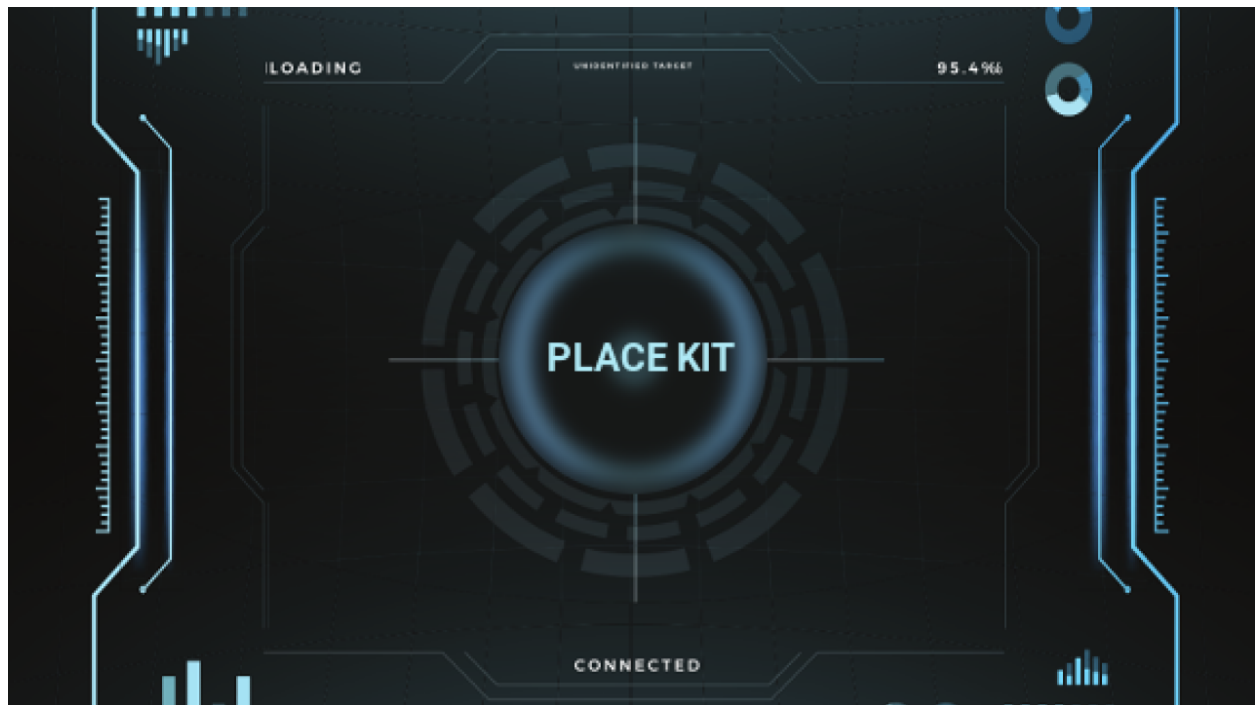 LOADING
UNIDENTIFIED TARGET
95.4%
PLACE KIT
CONNECTED